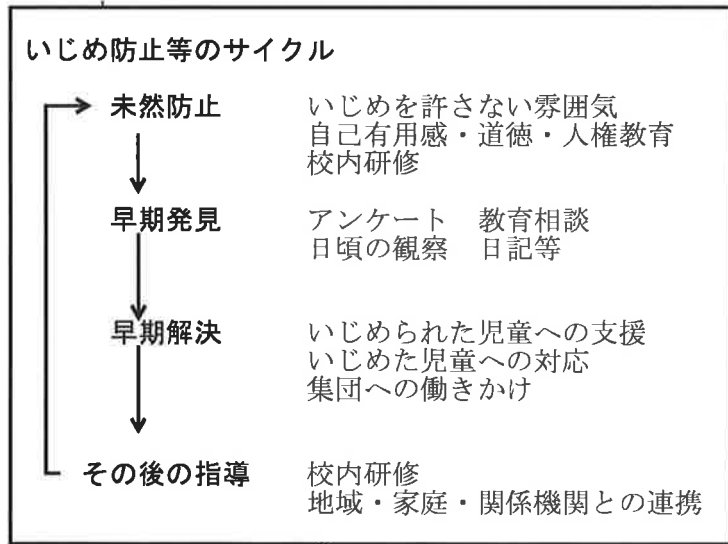 いじめ防止等のサイクル
未然防止 いじめを許さない雰囲気
自己有用感・道徳・人権教育
校内研修
早期発見 アンケート 教育相談
日頃の観察 日記等
早期解決 いじめられた児童への支援
いじめた児童への対応
集団への働きかけ
その後の指導 校内研修
地域・家庭・関係機関との連携